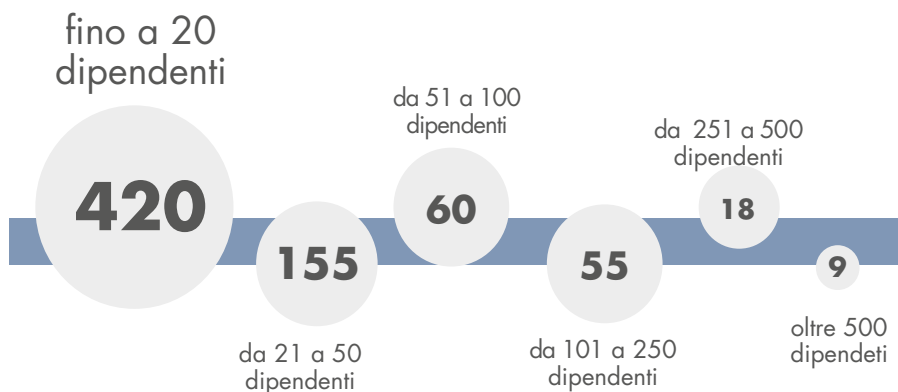 fino a 20
dipendenti
420
155
da 21 a 50
dipendenti
da 51 a 100
dipendenti
60
55
da 101 a 250
dipendenti
da 251 a 500
dipendenti
18
9
oltre 500
dipendeti